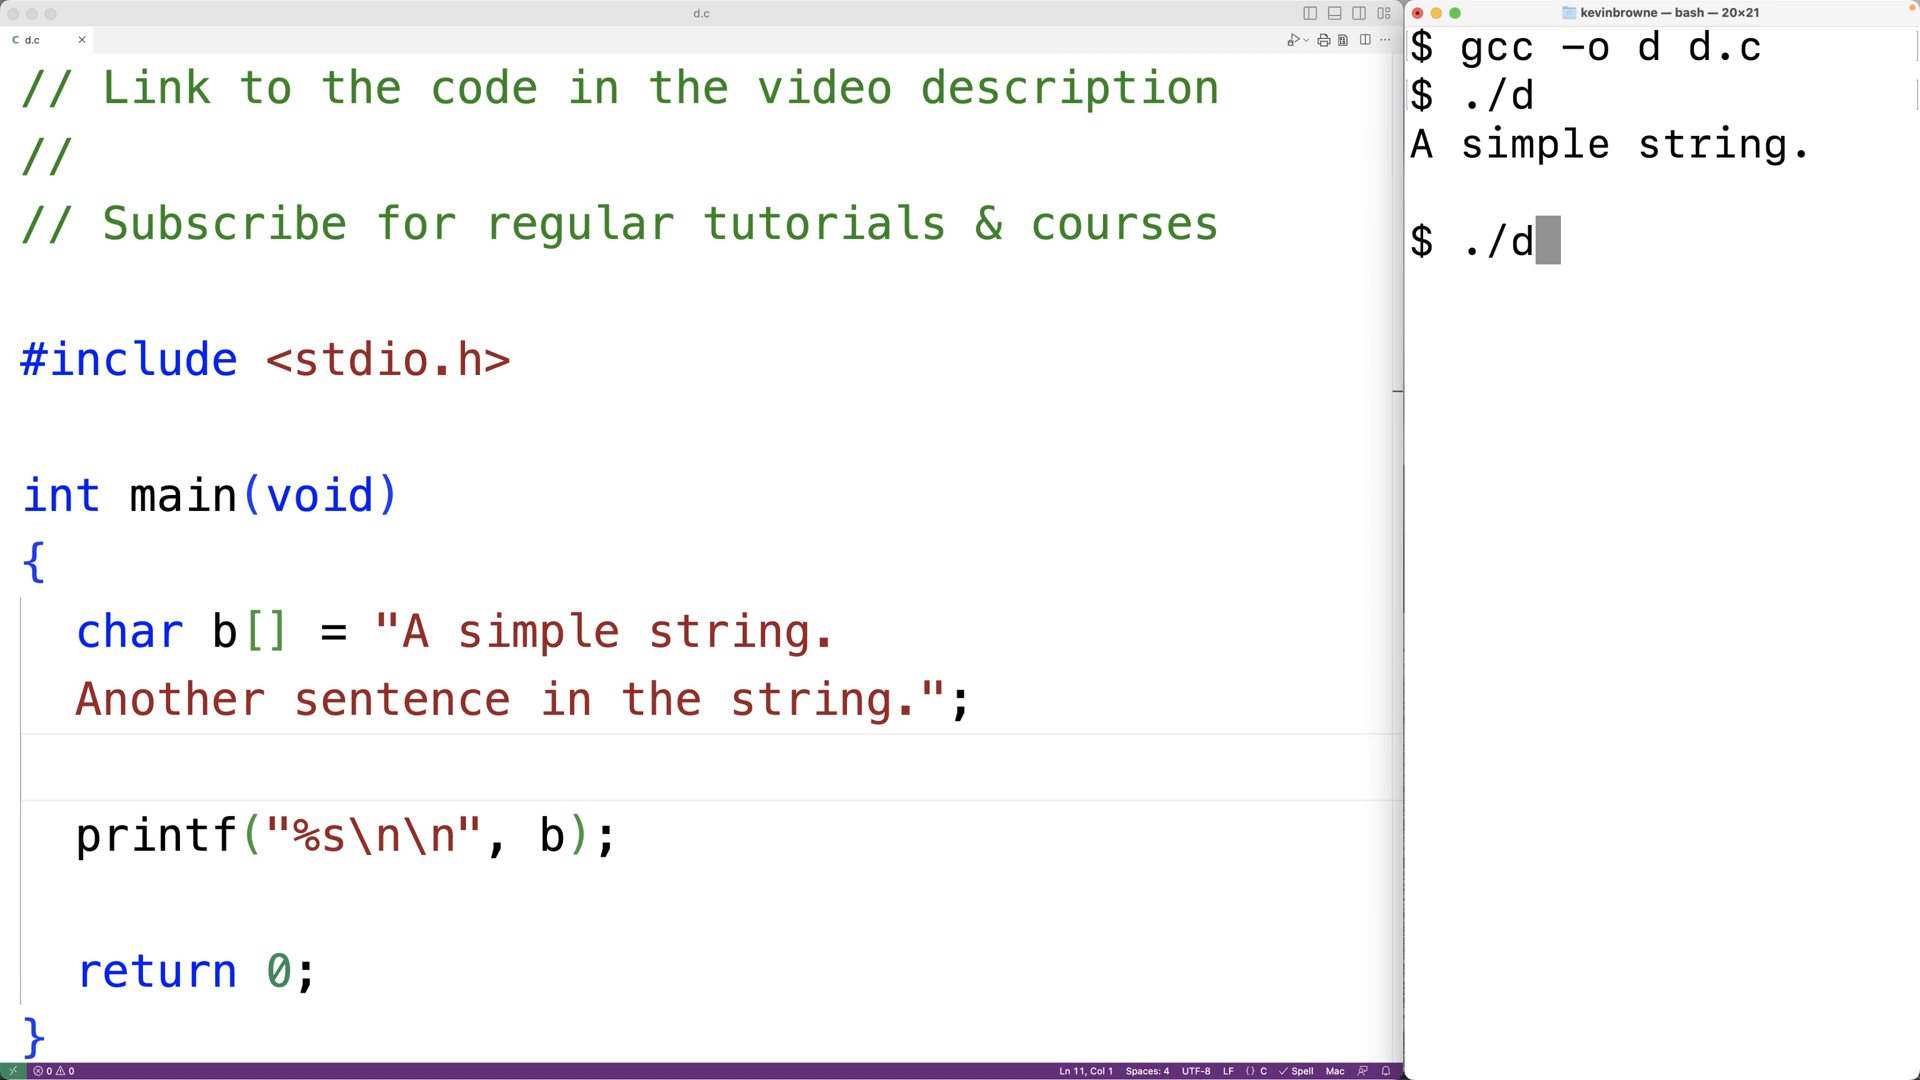 d.c
C d.c ×
// Link to the code in the video description
//
// Subscribe for regular tutorials & courses
#include <stdio.h>
int main(void)
{
char b[] = "A simple string.
Another sentence in the string.";
printf("%s\n\n", b);
return 0;
}
0 0
Ln 11, Col 1 Spaces: 4 UTF-8 LF {} C ✓ Spell Mac
kevinbrowne — bash — 20×21
$ gcc -o d d.c
$ ./d
A simple string.
$ ./d